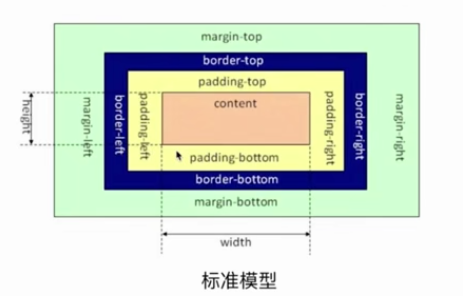 margin-top
border-top
padding-top
content
height
margin-left
border-left
padding-left
padding-right
border-right
margin-right
padding-bottom
border-bottom
margin-bottom
width
标准模型